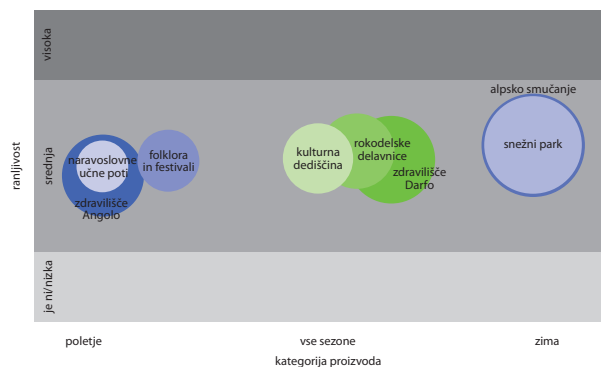 visoka
alpsko smučanje
ranljivost
srednja
naravoslovne
učne poti
folklora
in festivali
zdravilišče
Angolo
kulturna
dediščina
rokodelske
delavnice
zdravilišče
Darfo
snežni park
je ni/nizka
poletje
vse sezone
zima
kategorija proizvoda